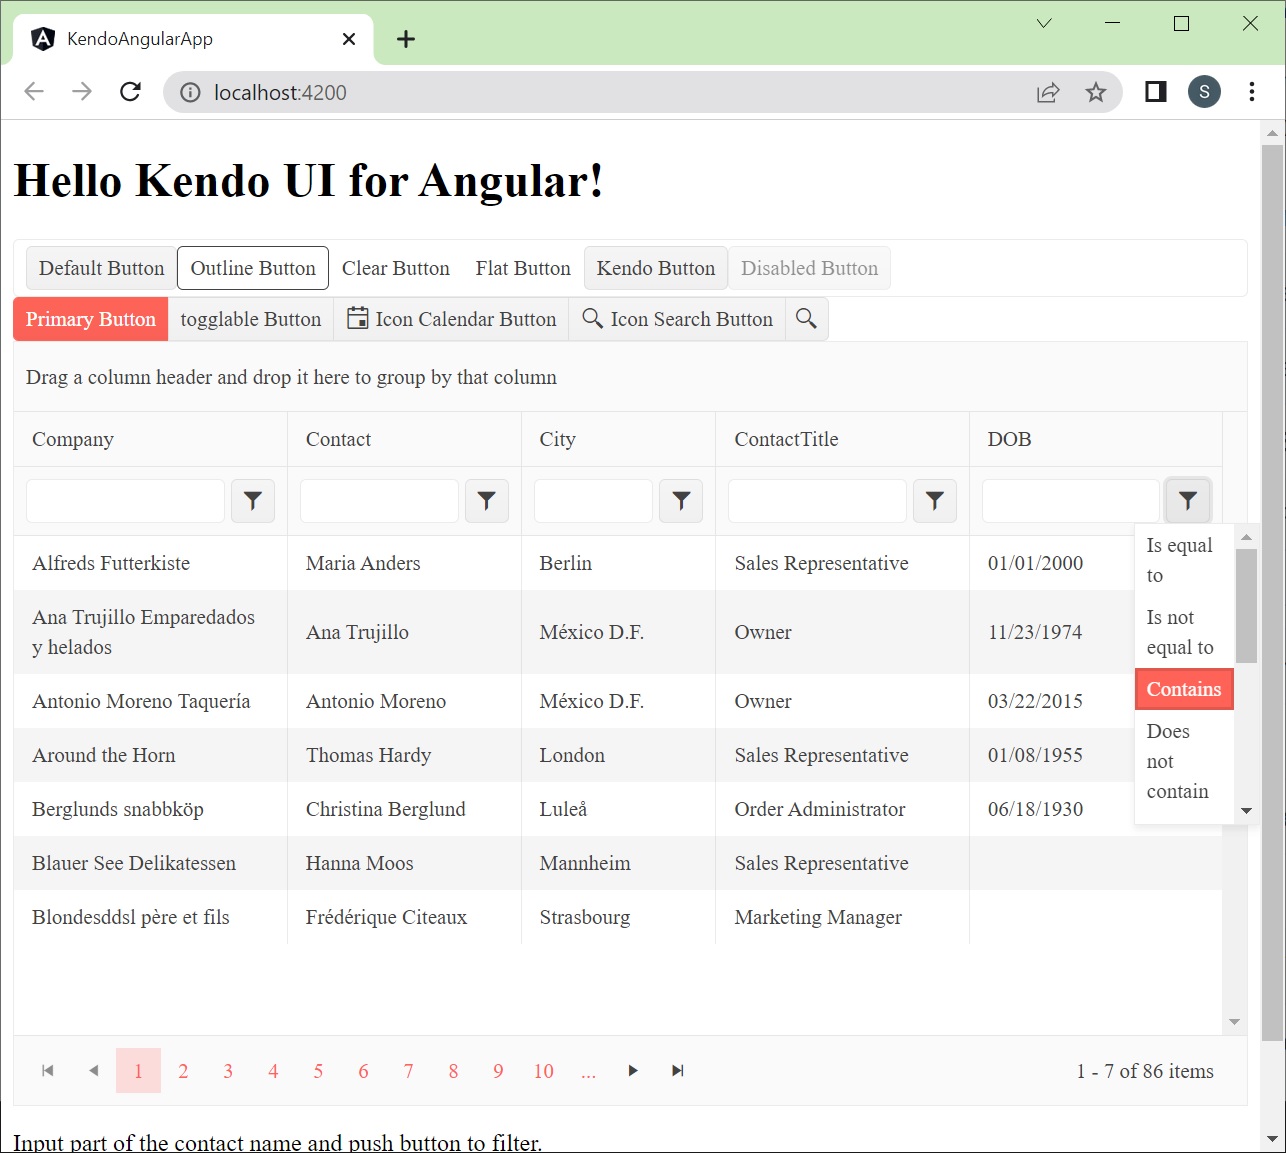 KendoAngularApp
localhost:4200
S
Hello Kendo UI for Angular!
Default Button Outline Button Clear Button Flat Button Kendo Button Disabled Button
Primary Button togglable Button Icon Calendar Button Icon Search Button
Drag a column header and drop it here to group by that column
Company Contact City ContactTitle DOB
Is equal
to
Is not
equal to
Contains
Does
not
contain
Alfreds Futterkiste Maria Anders Berlin Sales Representative 01/01/2000
Ana Trujillo Emparedados
y helados Ana Trujillo México D.F. Owner 11/23/1974
Antonio Moreno Taquería Antonio Moreno México D.F. Owner 03/22/2015
Around the Horn Thomas Hardy London Sales Representative 01/08/1955
Berglunds snabbköp Christina Berglund Luleå Order Administrator 06/18/1930
Blauer See Delikatessen Hanna Moos Mannheim Sales Representative
Blondesddsl père et fils Frédérique Citeaux Strasbourg Marketing Manager
1 2 3 4 5 6 7 8 9 10 ... 1 - 7 of 86 items
Input part of the contact name and push button to filter.